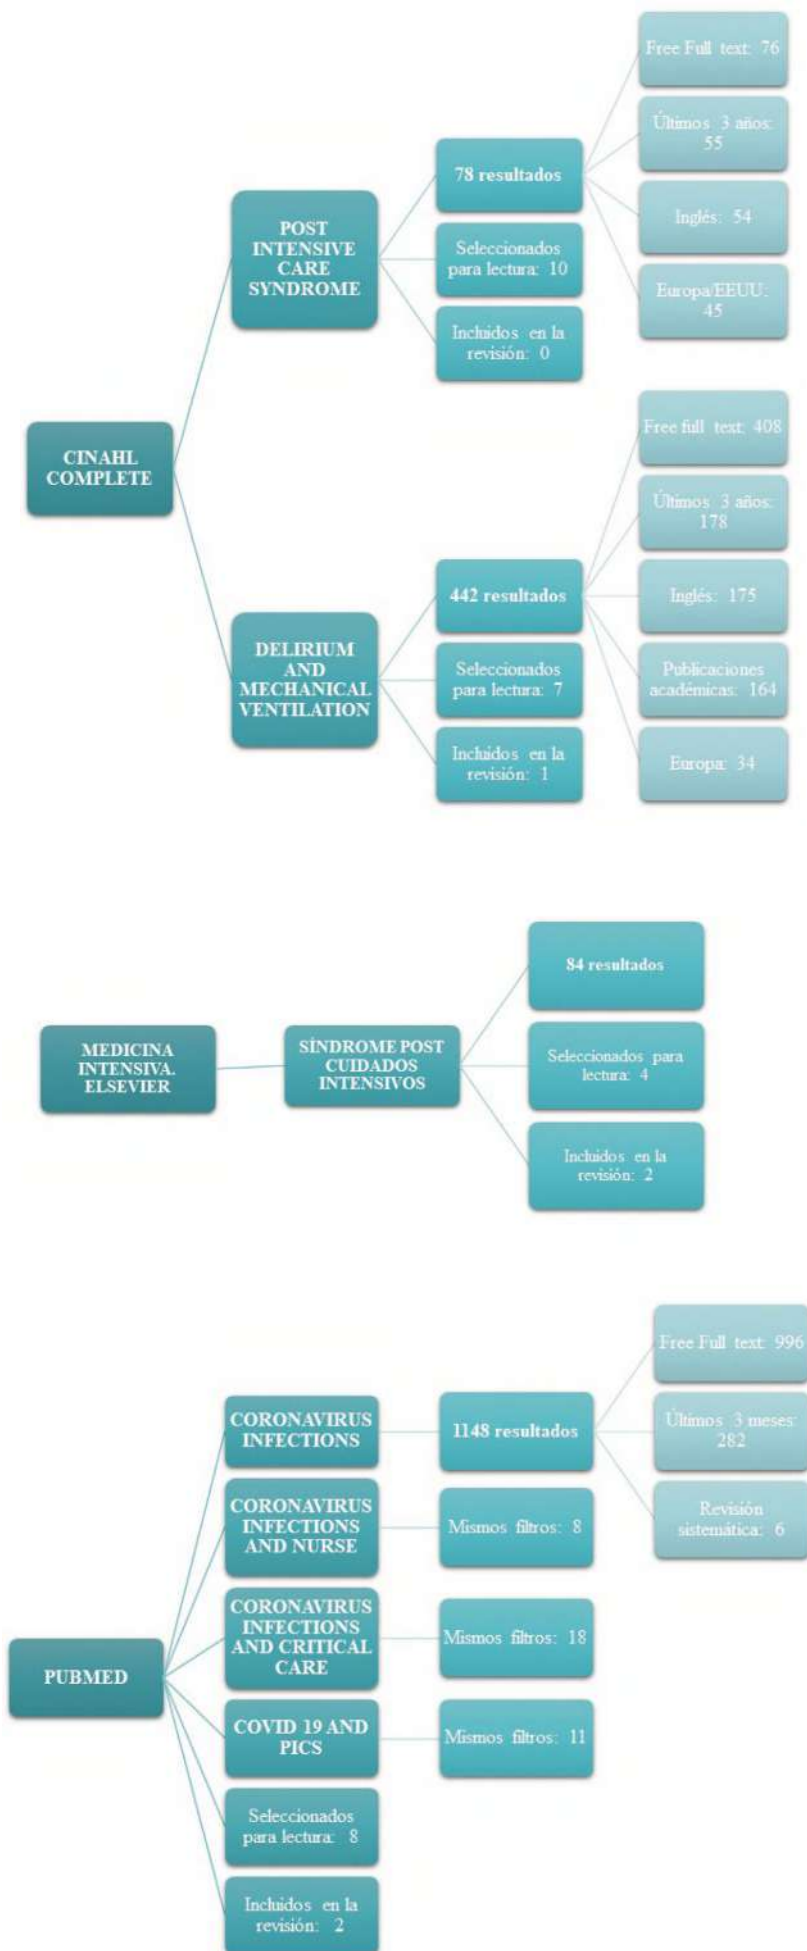 CINAHL
COMPLETE
POST
INTENSIVE
CARE
SYNDROME
78 resultados
Free Full text: 76
Últimos 3 años:
55
Inglés: 54
Europa/EEUU:
45
Seleccionados
para lectura: 10
Incluidos en la
revisión: 0
DELIRIUM
AND
MECHANICAL
VENTILATION
442 resultados
Free full text: 408
Últimos 3 años:
178
Inglés: 175
Publicaciones
académicas: 164
Europa: 34
Seleccionados
para lectura: 7
Incluidos en la
revisión: 1
MEDICINA
INTENSIVA.
ELSEVIER
SÍNDROME POST
CUIDADOS
INTENSIVOS
84 resultados
Seleccionados para
lectura: 4
Incluidos en la
revisión: 2
PUBMED
CORONAVIRUS
INFECTIONS
1148 resultados
Free Full text: 996
Últimos 3 meses:
282
Revisión
sistemática: 6
CORONAVIRUS
INFECTIONS
AND NURSE
Mismos filtros: 8
CORONAVIRUS
INFECTIONS
AND CRITICAL
CARE
Mismos filtros: 18
COVID 19 AND
PICS
Mismos filtros: 11
Seleccionados
para lectura: 8
Incluidos en la
revisión: 2